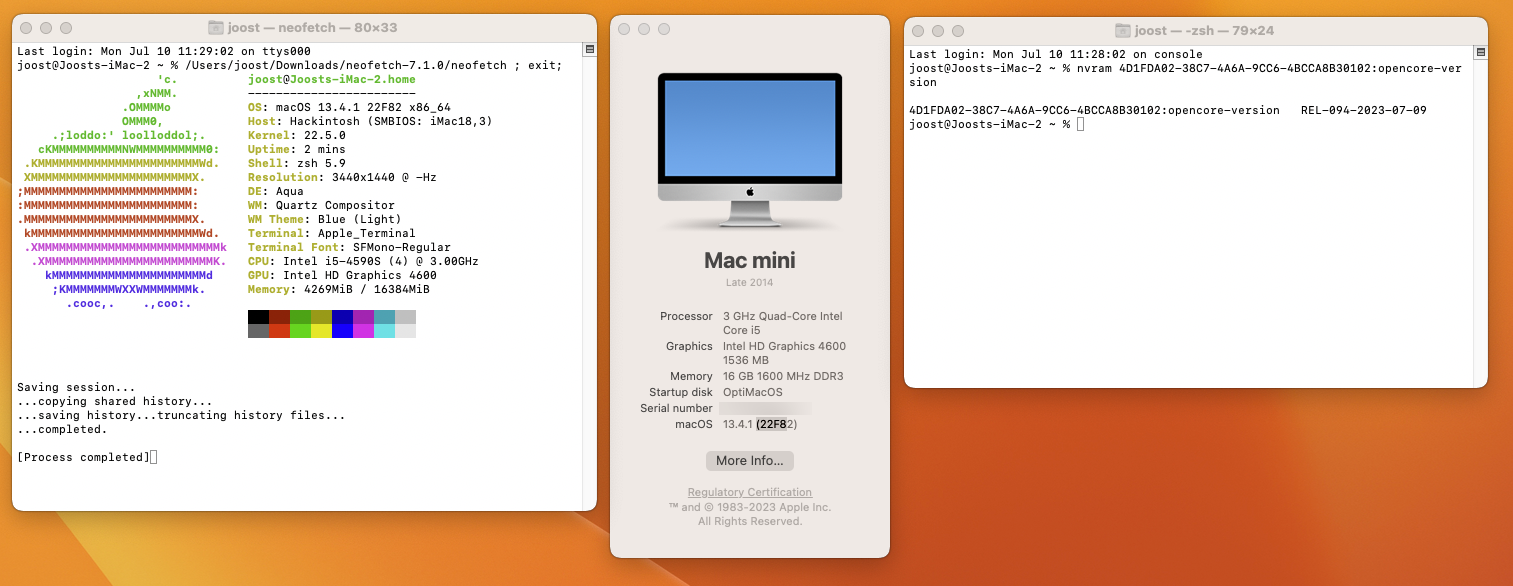 joost — neofetch — 80×33
Last login: Mon Jul 10 11:29:02 on ttys000
joost@Joosts-iMac-2 ~ % /Users/joost/Downloads/neofetch-7.1.0/neofetch ; exit;
'c.
,xNMM.
.OMMMMo
OMMM0,
.;loddo:' loolloddol;.
cKMMMMMMMMMMNWMMMMMMMMMM0:
.KMMMMMMMMMMMMMMMMMMMMMMMWd.
XMMMMMMMMMMMMMMMMMMMMMMMX.
;MMMMMMMMMMMMMMMMMMMMMMMM:
:MMMMMMMMMMMMMMMMMMMMMMMM:
.MMMMMMMMMMMMMMMMMMMMMMMMX.
kMMMMMMMMMMMMMMMMMMMMMMMMWd.
.XMMMMMMMMMMMMMMMMMMMMMMMMMMk
.XMMMMMMMMMMMMMMMMMMMMMMMMK.
kMMMMMMMMMMMMMMMMMMMMMMd
;KMMMMMMMWXXWMMMMMMMk.
.cooc,.    .,coo:.
joost@Joosts-iMac-2.home
------------------------
OS: macOS 13.4.1 22F82 x86_64
Host: Hackintosh (SMBIOS: iMac18,3)
Kernel: 22.5.0
Uptime: 2 mins
Shell: zsh 5.9
Resolution: 3440x1440 @ -Hz
DE: Aqua
WM: Quartz Compositor
WM Theme: Blue (Light)
Terminal: Apple_Terminal
Terminal Font: SFMono-Regular
CPU: Intel i5-4590S (4) @ 3.00GHz
GPU: Intel HD Graphics 4600
Memory: 4269MiB / 16384MiB
Saving session...
...copying shared history...
...saving history...truncating history files...
...completed.
[Process completed]
Mac mini
Late 2014
Processor 3 GHz Quad-Core Intel
Core i5
Graphics Intel HD Graphics 4600
1536 MB
Memory 16 GB 1600 MHz DDR3
Startup disk OptiMacOS
Serial number
macOS 13.4.1 (22F82)
More Info...
Regulatory Certification
™ and © 1983-2023 Apple Inc.
All Rights Reserved.
joost — -zsh — 79×24
Last login: Mon Jul 10 11:28:02 on console
joost@Joosts-iMac-2 ~ % nvram 4D1FDA02-38C7-4A6A-9CC6-4BCCA8B30102:opencore-ver
sion
4D1FDA02-38C7-4A6A-9CC6-4BCCA8B30102:opencore-version   REL-094-2023-07-09
joost@Joosts-iMac-2 ~ %